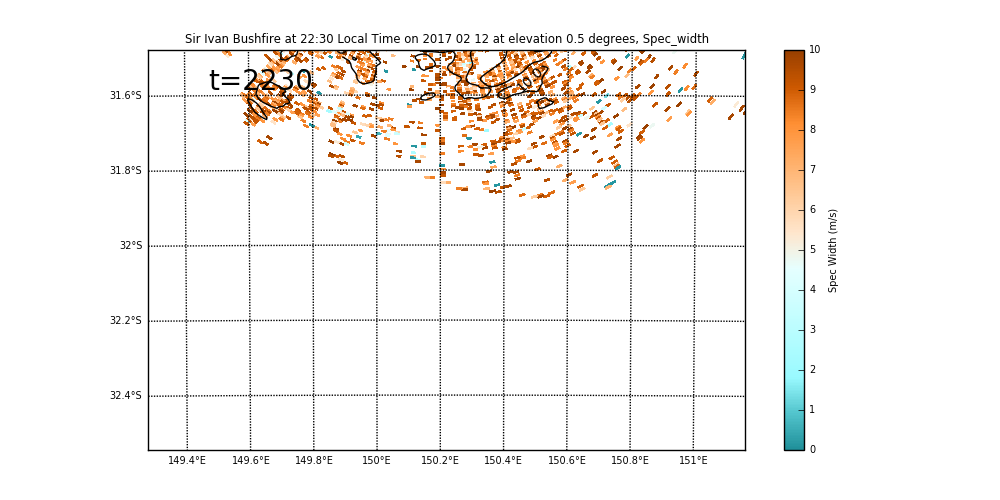 Sir Ivan Bushfire at 22:30 Local Time on 2017 02 12 at elevation 0.5 degrees, Spec_width
t=2230
31.6°S
31.8°S
32°S
32.2°S
32.4°S
149.4°E 149.6°E 149.8°E 150°E 150.2°E 150.4°E 150.6°E 150.8°E 151°E
10
9
8
7
6
5
4
3
2
1
0
Spec Width (m/s)